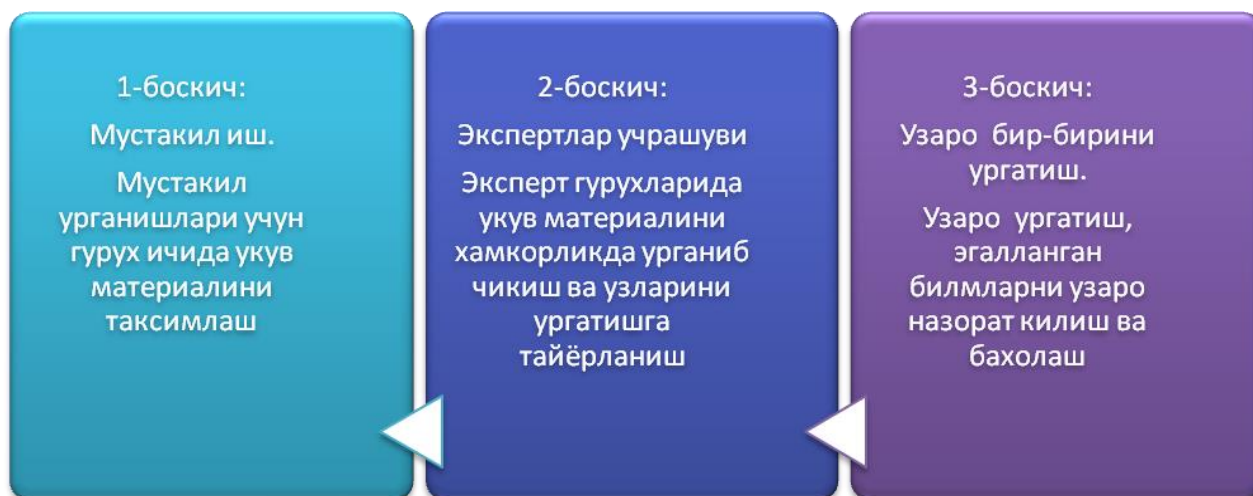 1-боскич:
Мустакил иш.
Мустакил
урганишлари учун
гурух ичида укув
материалини
таксимлаш
2-боскич:
Экспертлар учрашуви
Эксперт гурухларида
укув материалини
хамкорликда урганиб
чикиш ва узларини
ургатишга
тайёрланиш
3-боскич:
Узаро бир-бирини
ургатиш.
Узаро ургатиш,
эгалланган
билмларни узаро
назорат килиш ва
бахолаш